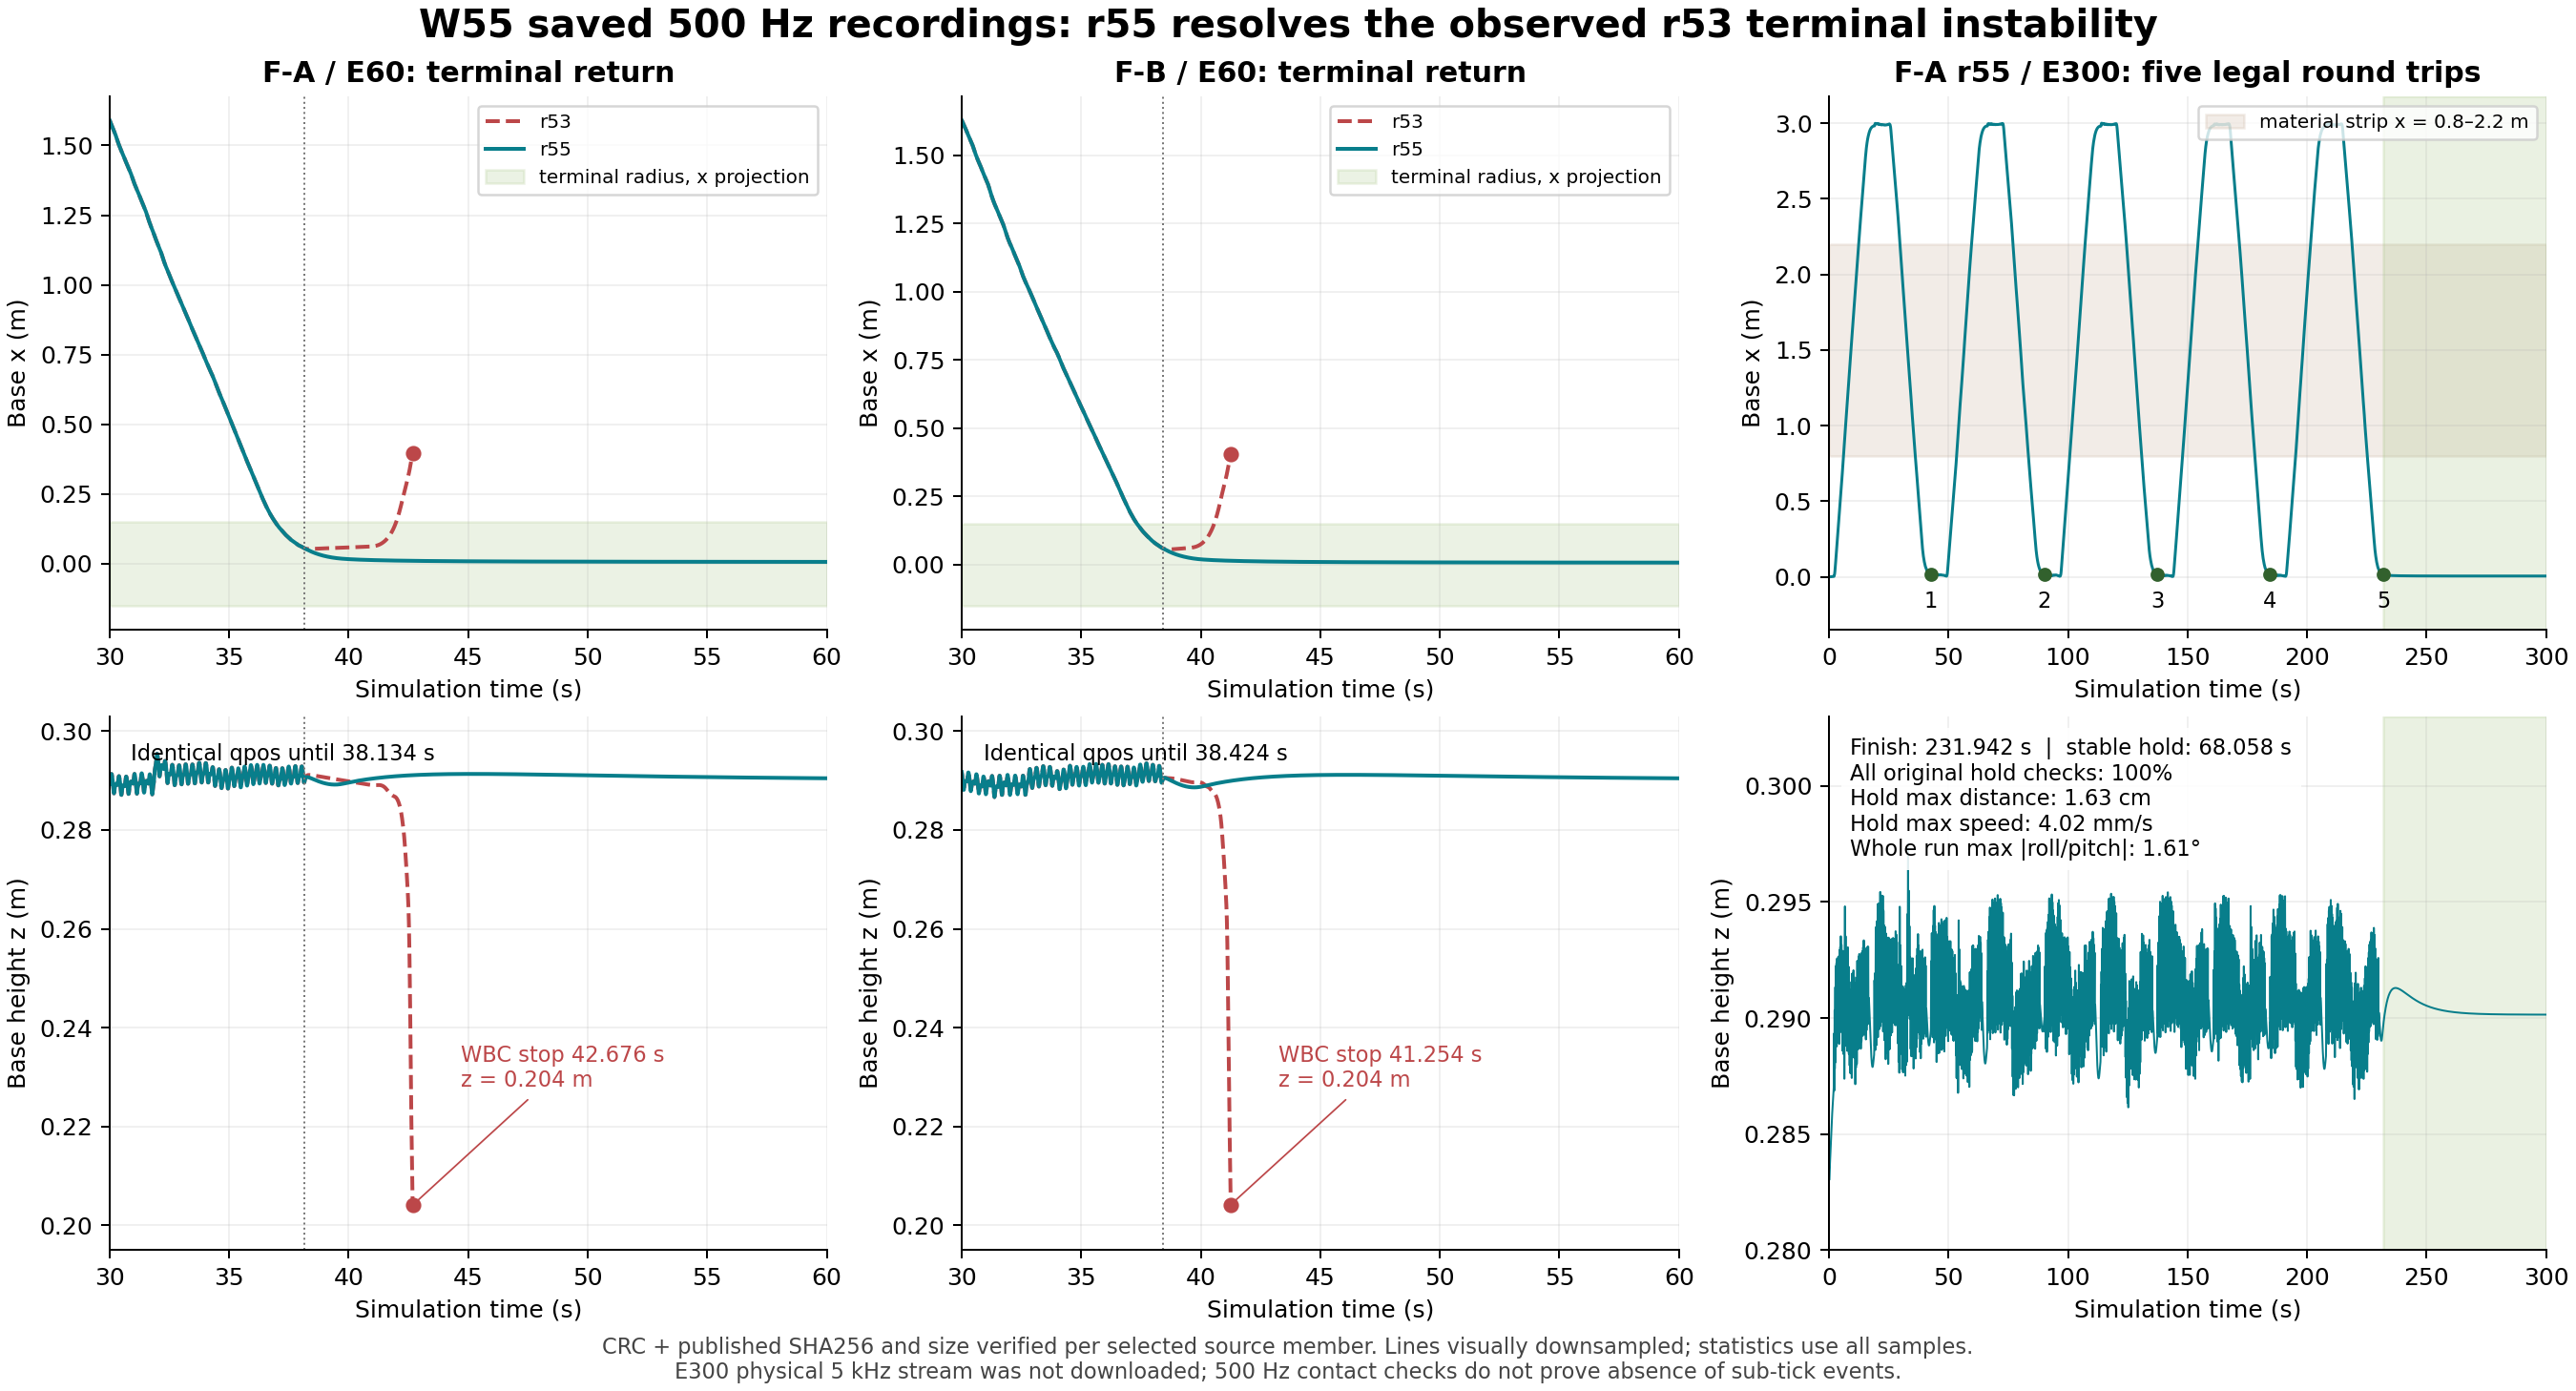 W55 saved 500 Hz recordings: r55 resolves the observed r53 terminal instability
F-A / E60: terminal return
1.50
1.25
1.00
0.75
0.50
0.25
0.00
Base x (m)
r53
r55
terminal radius, x projection
30 35 40 45 50 55 60
Simulation time (s)
F-B / E60: terminal return
1.50
1.25
1.00
0.75
0.50
0.25
0.00
Base x (m)
r53
r55
terminal radius, x projection
30 35 40 45 50 55 60
Simulation time (s)
F-A r55 / E300: five legal round trips
3.0
2.5
2.0
1.5
1.0
0.5
0.0
Base x (m)
material strip x = 0.8–2.2 m
1 2 3 4 5
0 50 100 150 200 250 300
Simulation time (s)
0.30
0.28
0.26
0.24
0.22
0.20
Base height z (m)
Identical qpos until 38.134 s
WBC stop 42.676 s
z = 0.204 m
30 35 40 45 50 55 60
Simulation time (s)
0.30
0.28
0.26
0.24
0.22
0.20
Base height z (m)
Identical qpos until 38.424 s
WBC stop 41.254 s
z = 0.204 m
30 35 40 45 50 55 60
Simulation time (s)
0.300
0.295
0.290
0.285
0.280
Base height z (m)
Finish: 231.942 s | stable hold: 68.058 s
All original hold checks: 100%
Hold max distance: 1.63 cm
Hold max speed: 4.02 mm/s
Whole run max |roll/pitch|: 1.61°
0 50 100 150 200 250 300
Simulation time (s)
CRC + published SHA256 and size verified per selected source member. Lines visually downsampled; statistics use all samples.
E300 physical 5 kHz stream was not downloaded; 500 Hz contact checks do not prove absence of sub-tick events.